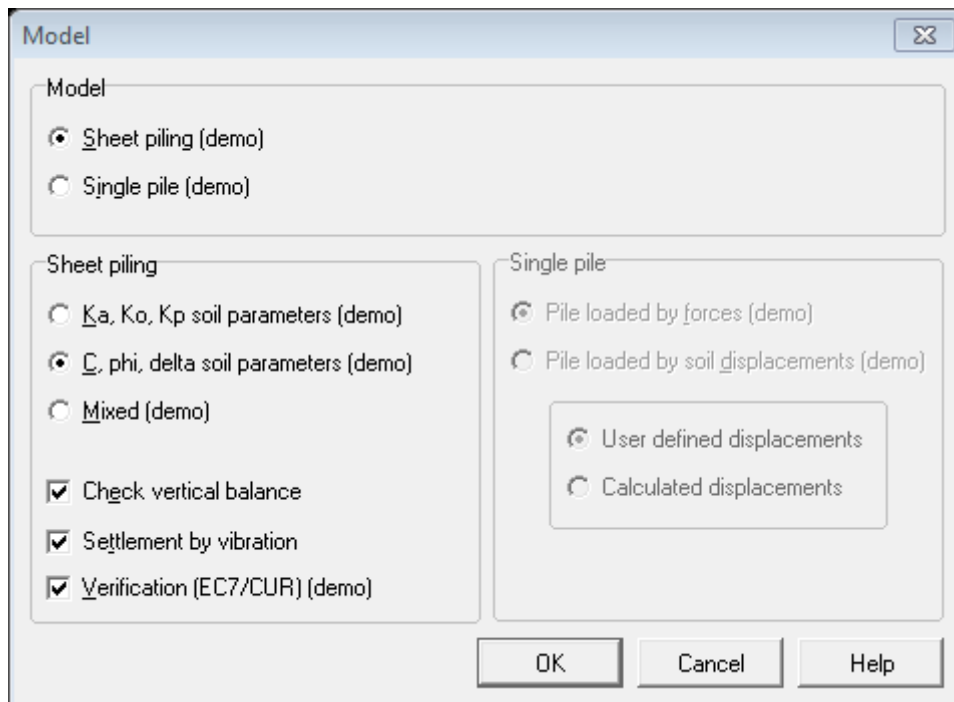 Model
Model
Sheet piling (demo)
Single pile (demo)
Sheet piling
Ka, Ko, Kp soil parameters (demo)
C, phi, delta soil parameters (demo)
Mixed (demo)
Check vertical balance
Settlement by vibration
Verification (EC7/CUR) (demo)
Single pile
Pile loaded by forces (demo)
Pile loaded by soil displacements (demo)
User defined displacements
Calculated displacements
OK
Cancel
Help